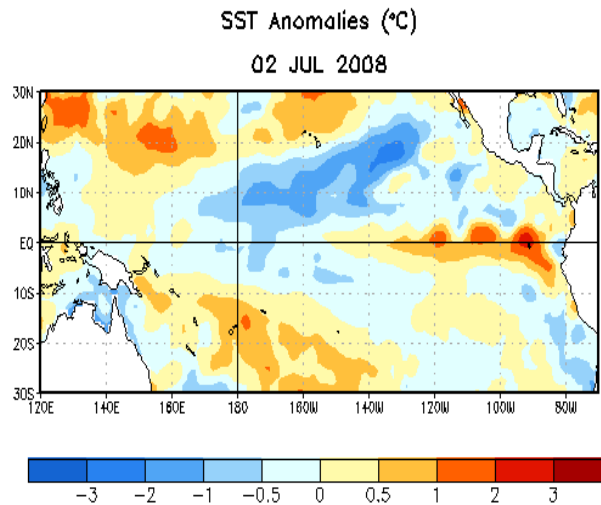 SST Anomalies (°C)
02 JUL 2008
30N
20N
10N
EQ
10S
20S
30S
120E 140E 160E 180 160W 140W 120W 100W 80W
-3 -2 -1 -0.5 0 0.5 1 2 3